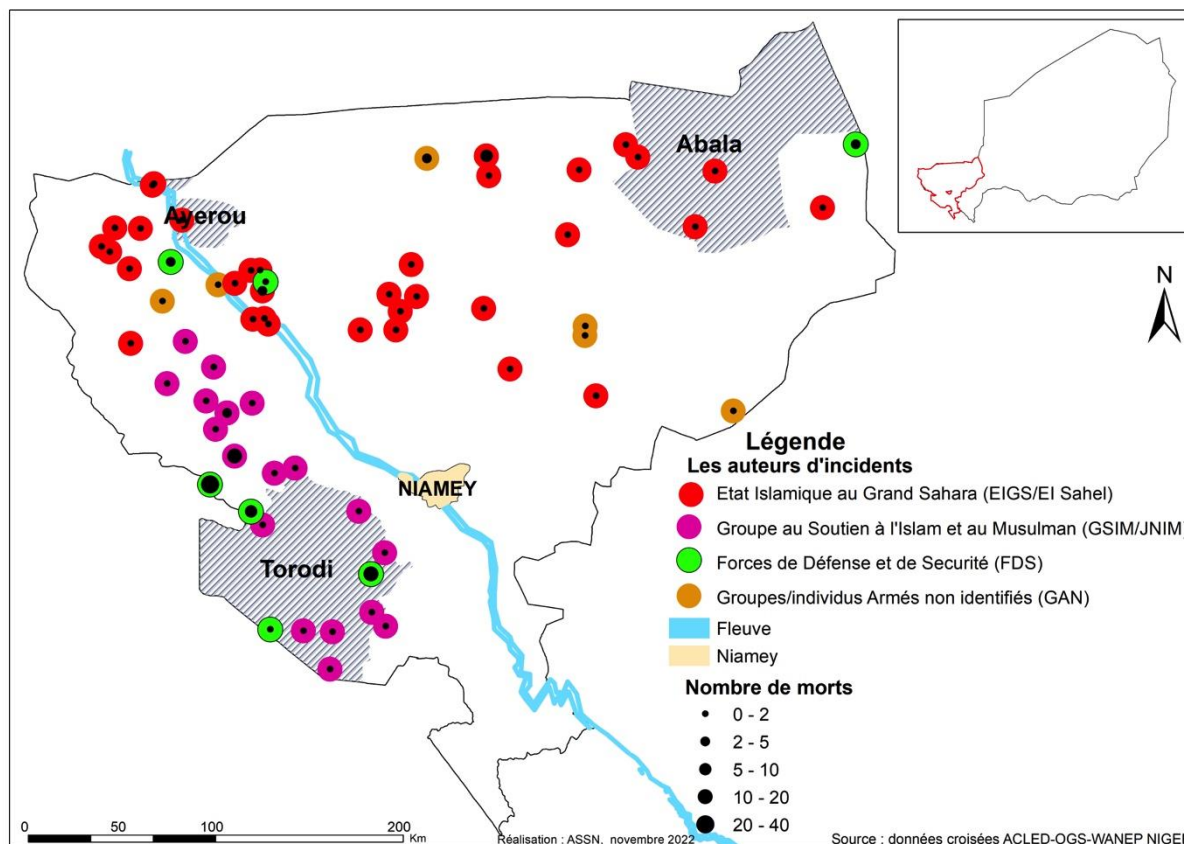 Abala
Ayerou
N
NIAMEY
Torodi
Légende
Les auteurs d'incidents
Etat Islamique au Grand Sahara (EIGS/EI Sahel)
Groupe au Soutien à l'Islam et au Musulman (GSIM/JNIM)
Forces de Défense et de Securité (FDS)
Groupes/individus Armés non identifiés (GAN)
Fleuve
Niamey
Nombre de morts
0 - 2
2 - 5
5 - 10
10 - 20
20 - 40
0 50 100 200
Km
Réalisation : ASSN, novembre 2022
Source : données croisées ACLED-OGS-WANEP NIGER